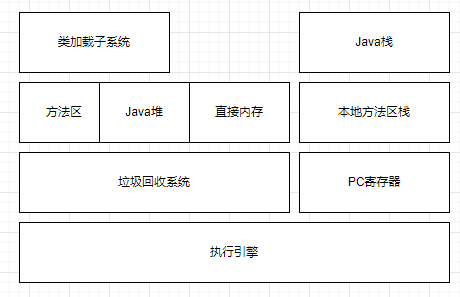 类加载子系统
Java栈
方法区
Java堆
直接内存
本地方法区栈
垃圾回收系统
PC寄存器
执行引擎